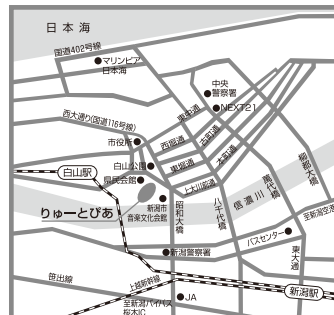 日本海
国道402号線
マリンピア
日本海
中央
警察署
NEXT21
西大通り(国道116号線)
東中通
古町通
市役所
西堀通
本町通
柳都大橋
白山公園
東堀通
白山駅
県民会館
上大川前通
萬代橋
信濃川
りゅーとぴあ
新潟市
音楽文化会館
昭和大橋
八千代橋
至新潟空港
バスセンター
東大通
新潟警察署
笹出線
上越新幹線
新潟駅
至新潟バイパス
桜木IC
JA